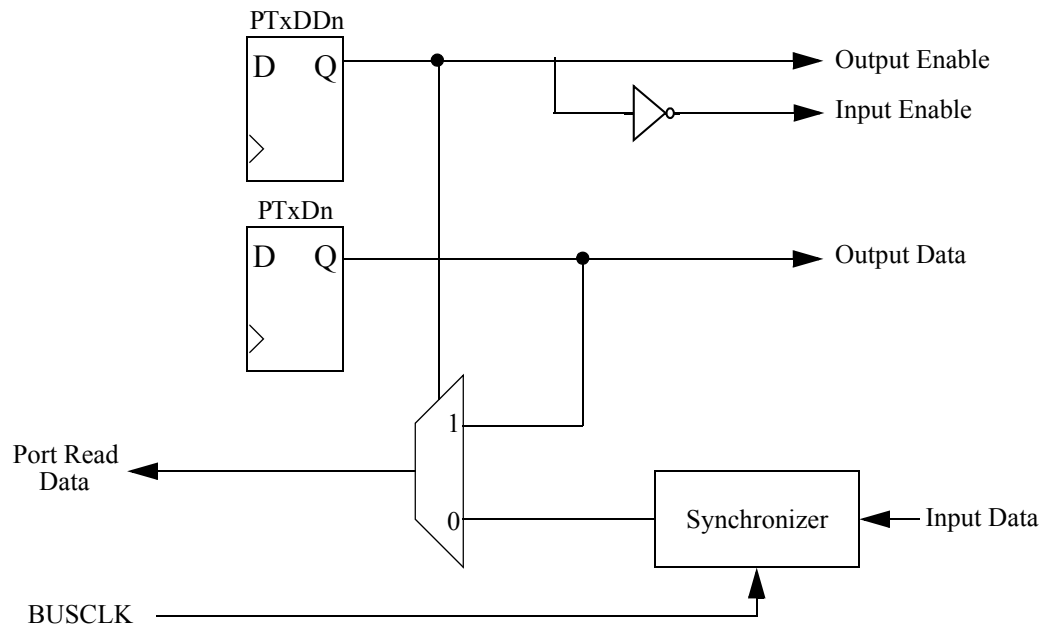 PTxDDn
D Q
Output Enable
Input Enable
PTxDn
D Q
Output Data
1
Port Read
Data
0
Synchronizer
Input Data
BUSCLK